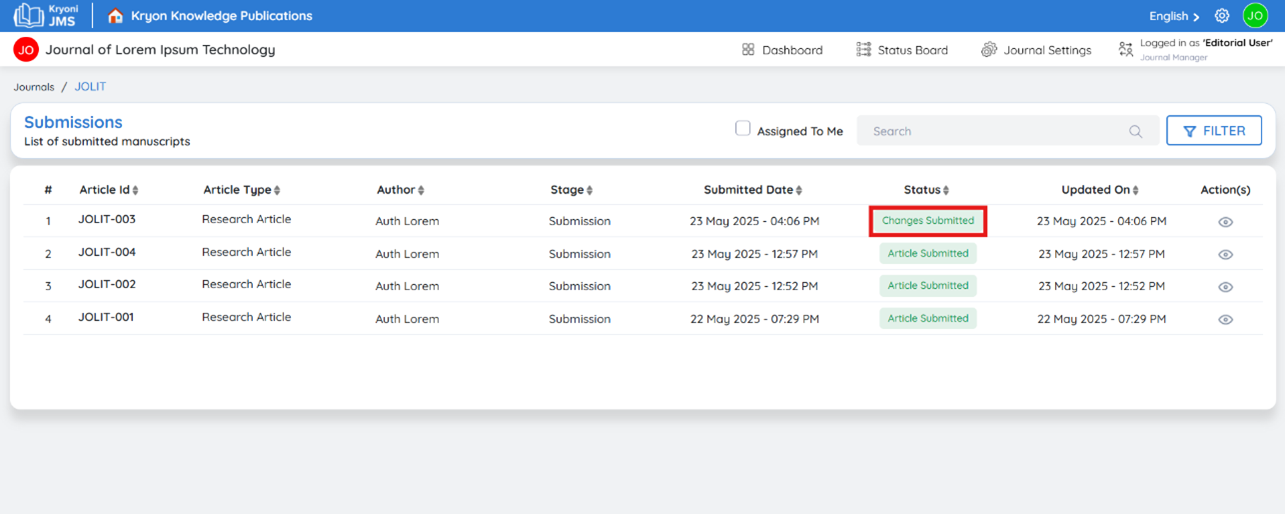 Kryoni
JMS
Kryon Knowledge Publications
English
JO
JO
Journal of Lorem Ipsum Technology
Dashboard
Status Board
Journal Settings
Logged in as 'Editorial User'
Journal Manager
Journals / JOLIT
Submissions
List of submitted manuscripts
Assigned To Me
Search
FILTER
# Article Id Article Type Author Stage Submitted Date Status Updated On Action(s)
1 JOLIT-003 Research Article Auth Lorem Submission 23 May 2025 - 04:06 PM Changes Submitted 23 May 2025 - 04:06 PM
2 JOLIT-004 Research Article Auth Lorem Submission 23 May 2025 - 12:57 PM Article Submitted 23 May 2025 - 12:57 PM
3 JOLIT-002 Research Article Auth Lorem Submission 23 May 2025 - 12:52 PM Article Submitted 23 May 2025 - 12:52 PM
4 JOLIT-001 Research Article Auth Lorem Submission 22 May 2025 - 07:29 PM Article Submitted 22 May 2025 - 07:29 PM